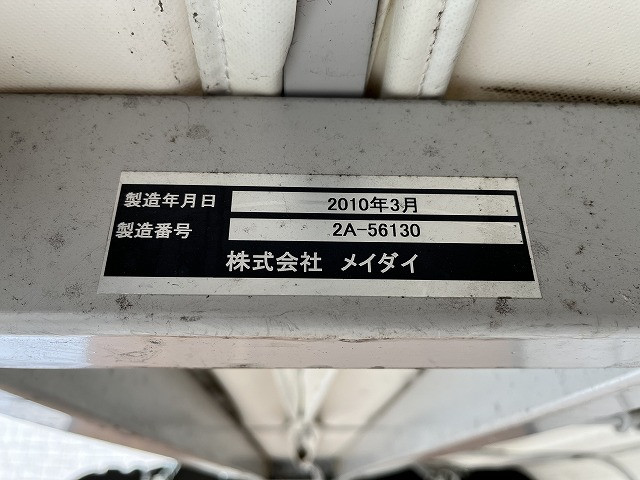 製造年月日 2010年3月
製造番号 2A-56130
株式会社 メイダイ